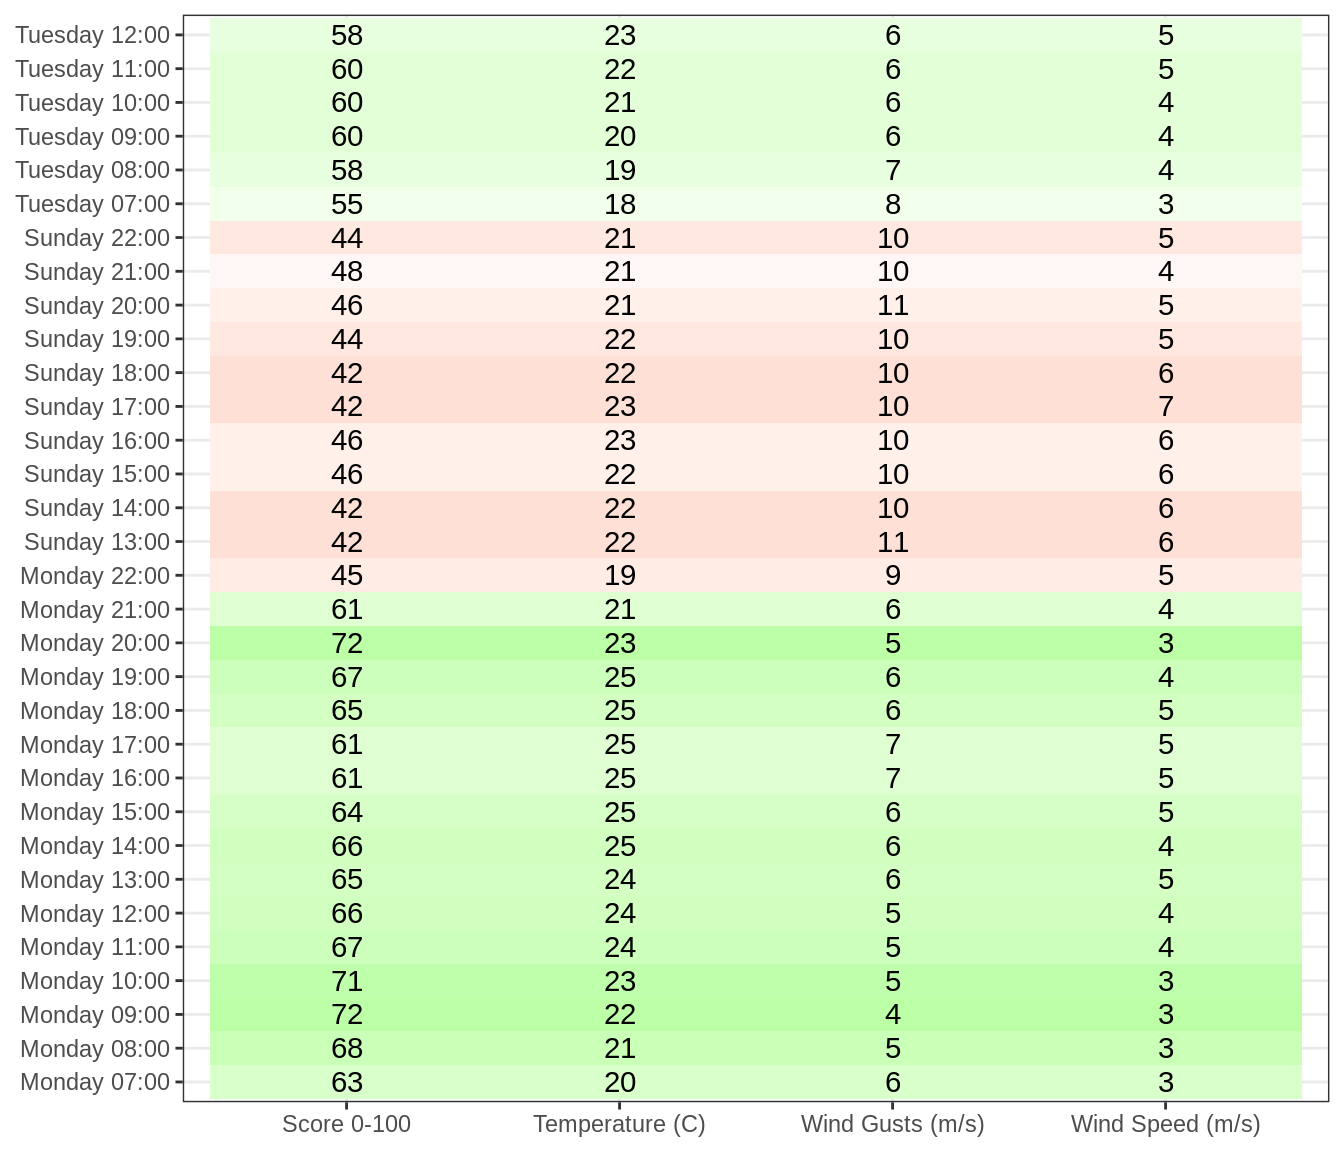 Tuesday 12:00 58 23 6 5
Tuesday 11:00 60 22 6 5
Tuesday 10:00 60 21 6 4
Tuesday 09:00 60 20 6 4
Tuesday 08:00 58 19 7 4
Tuesday 07:00 55 18 8 3
Sunday 22:00 44 21 10 5
Sunday 21:00 48 21 10 4
Sunday 20:00 46 21 11 5
Sunday 19:00 44 22 10 5
Sunday 18:00 42 22 10 6
Sunday 17:00 42 23 10 7
Sunday 16:00 46 23 10 6
Sunday 15:00 46 22 10 6
Sunday 14:00 42 22 10 6
Sunday 13:00 42 22 11 6
Monday 22:00 45 19 9 5
Monday 21:00 61 21 6 4
Monday 20:00 72 23 5 3
Monday 19:00 67 25 6 4
Monday 18:00 65 25 6 5
Monday 17:00 61 25 7 5
Monday 16:00 61 25 7 5
Monday 15:00 64 25 6 5
Monday 14:00 66 25 6 4
Monday 13:00 65 24 6 5
Monday 12:00 66 24 5 4
Monday 11:00 67 24 5 4
Monday 10:00 71 23 5 3
Monday 09:00 72 22 4 3
Monday 08:00 68 21 5 3
Monday 07:00 63 20 6 3
Score 0-100 Temperature (C) Wind Gusts (m/s) Wind Speed (m/s)